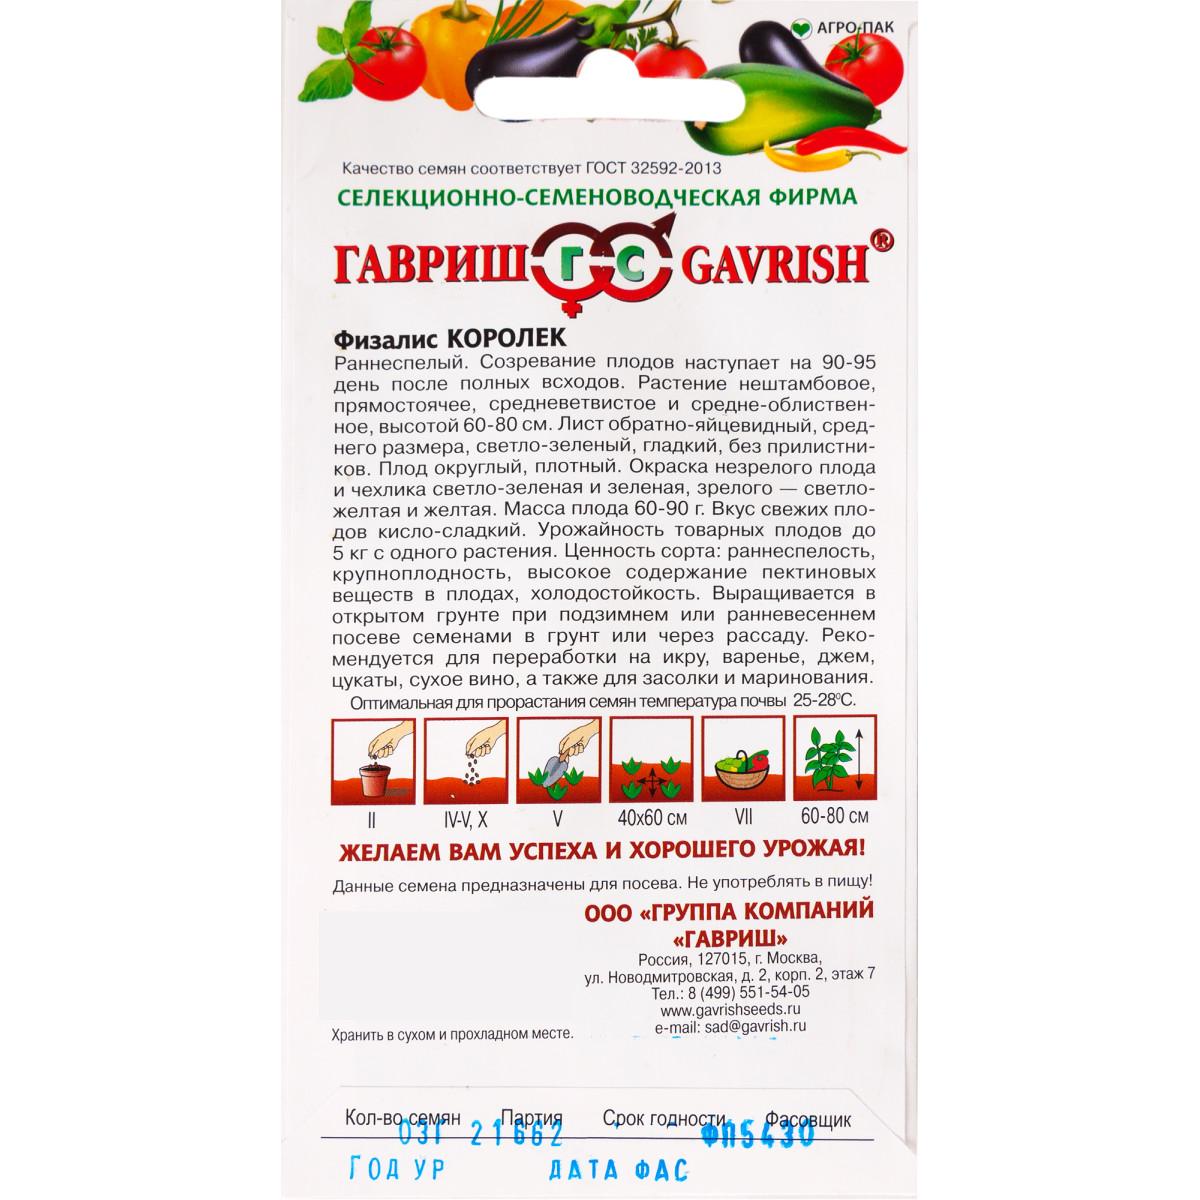 АГРО-ПАК
Качество семян соответствует ГОСТ 32592-2013
СЕЛЕКЦИОННО-СЕМЕНОВОДЧЕСКАЯ ФИРМА
ГАВРИШ ГС GAVRISH®
Физалис КОРОЛЕК
Раннеспелый. Созревание плодов наступает на 90-95
день после полных всходов. Растение нештамбовое,
прямостоячее, средневетвистое и средне-облиствен-
ное, высотой 60-80 см. Лист обратно-яйцевидный, сред-
него размера, светло-зеленый, гладкий, без прилистни-
ков. Плод округлый, плотный. Окраска незрелого плода
и чехлика светло-зеленая и зеленая, зрелого — светло-
желтая и желтая. Масса плода 60-90 г. Вкус свежих пло-
дов кисло-сладкий. Урожайность товарных плодов до
5 кг с одного растения. Ценность сорта: раннеспелость,
крупноплодность, высокое содержание пектиновых
веществ в плодах, холодостойкость. Выращивается в
открытом грунте при подзимнем или ранневесеннем
посеве семенами в грунт или через рассаду. Реко-
мендуется для переработки на икру, варенье, джем,
цукаты, сухое вино, а также для засолки и маринования.
Оптимальная для прорастания семян температура почвы 25-28°С.
II IV-V, X V 40х60 см VII 60-80 см
ЖЕЛАЕМ ВАМ УСПЕХА И ХОРОШЕГО УРОЖАЯ!
Данные семена предназначены для посева. Не употреблять в пищу!
ООО «ГРУППА КОМПАНИЙ
«ГАВРИШ»
Россия, 127015, г. Москва,
ул. Новодмитровская, д. 2, корп. 2, этаж 7
Тел.: 8 (499) 551-54-05
www.gavrishseeds.ru
e-mail: sad@gavrish.ru
Хранить в сухом и прохладном месте.
Кол-во семян Партия Срок годности Фасовщик
03Г 21662 ФП5430
ГОД УР ДАТА ФАС